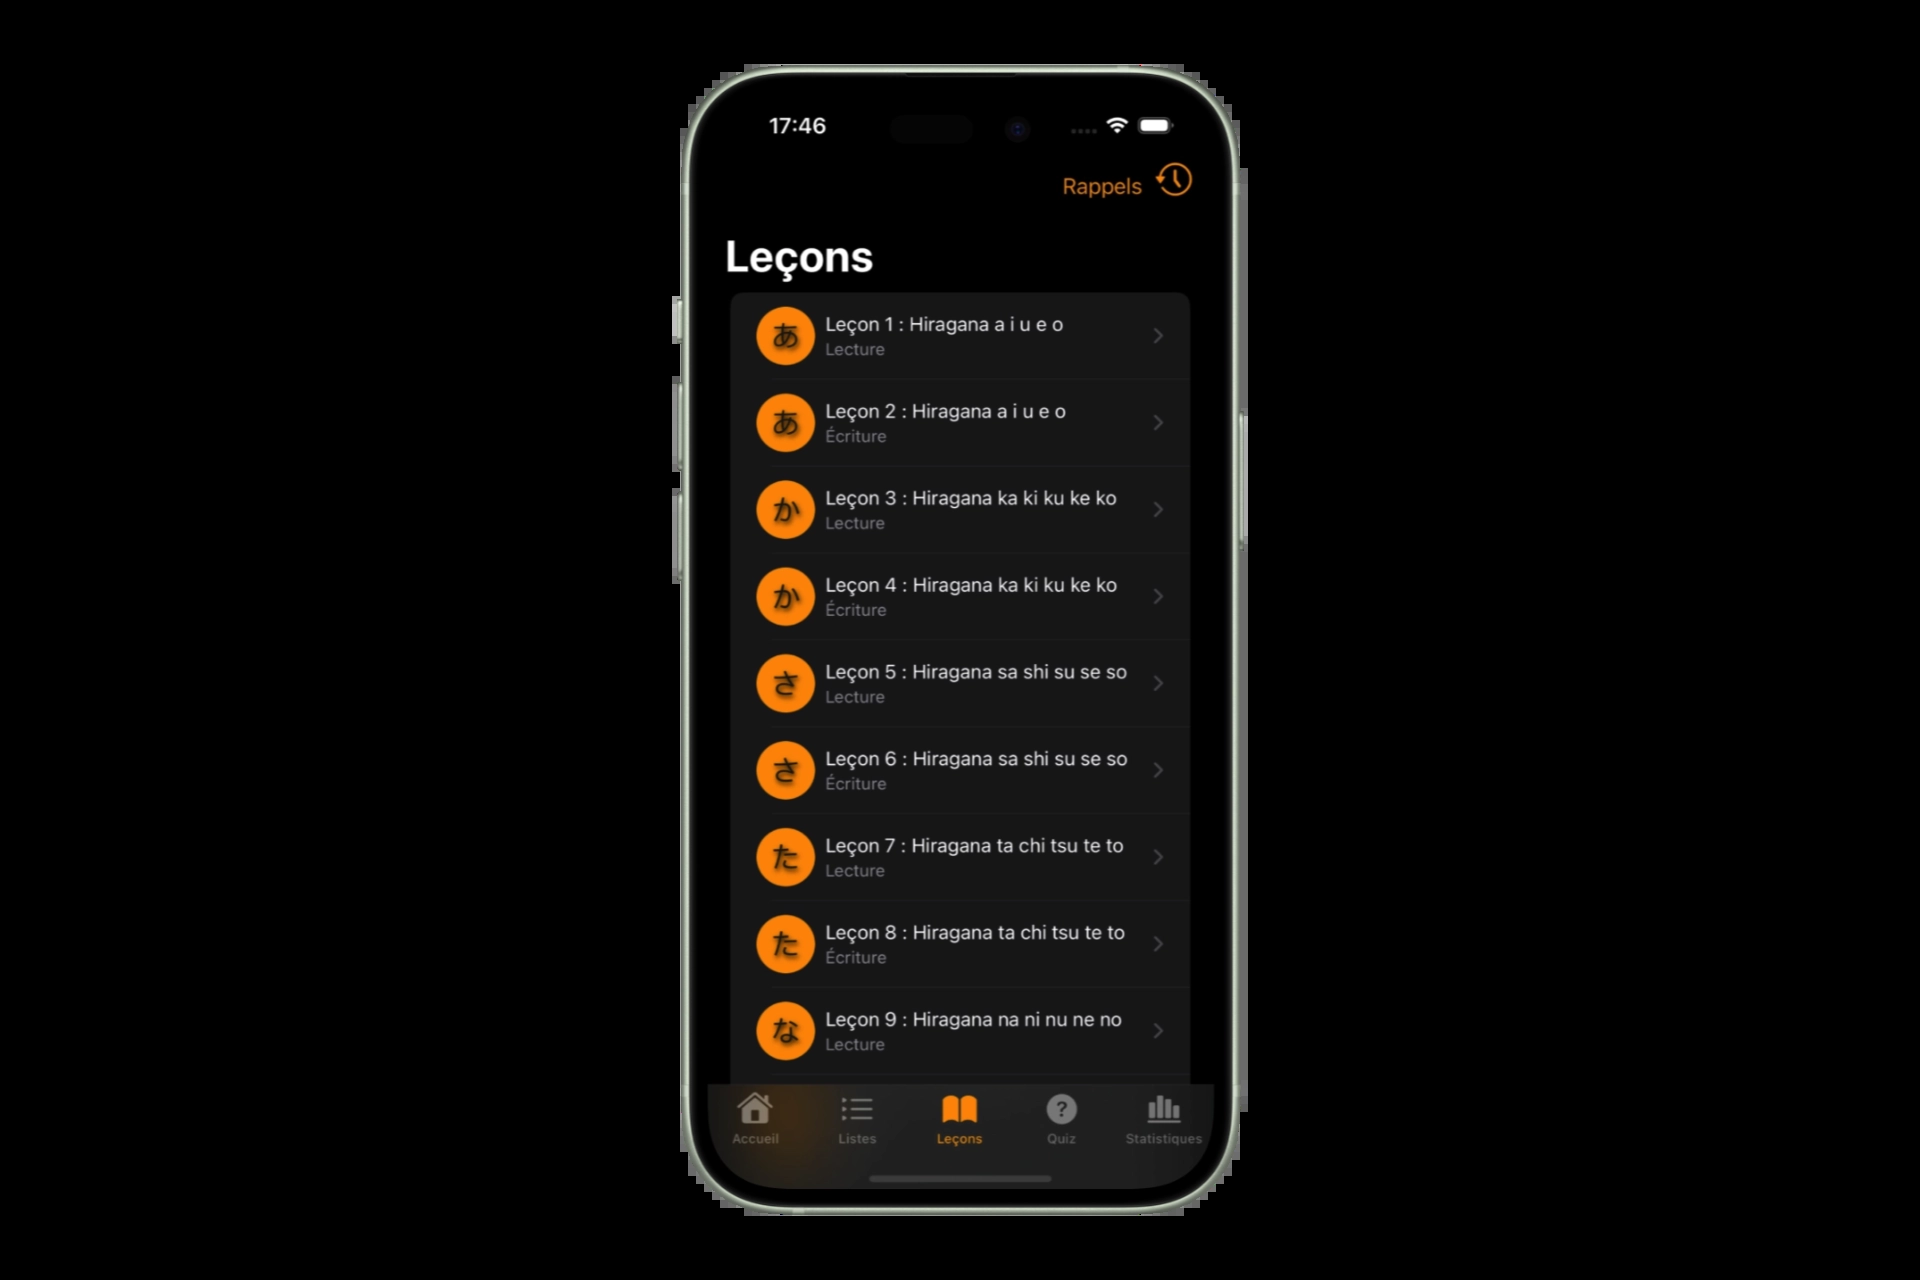 17:46
Rappels
Leçons
あ
Leçon 1 : Hiragana a i u e o
Lecture
あ
Leçon 2 : Hiragana a i u e o
Écriture
か
Leçon 3 : Hiragana ka ki ku ke ko
Lecture
か
Leçon 4 : Hiragana ka ki ku ke ko
Écriture
さ
Leçon 5 : Hiragana sa shi su se so
Lecture
さ
Leçon 6 : Hiragana sa shi su se so
Écriture
た
Leçon 7 : Hiragana ta chi tsu te to
Lecture
た
Leçon 8 : Hiragana ta chi tsu te to
Écriture
な
Leçon 9 : Hiragana na ni nu ne no
Lecture
?
Accueil Listes Leçons Quiz Statistiques